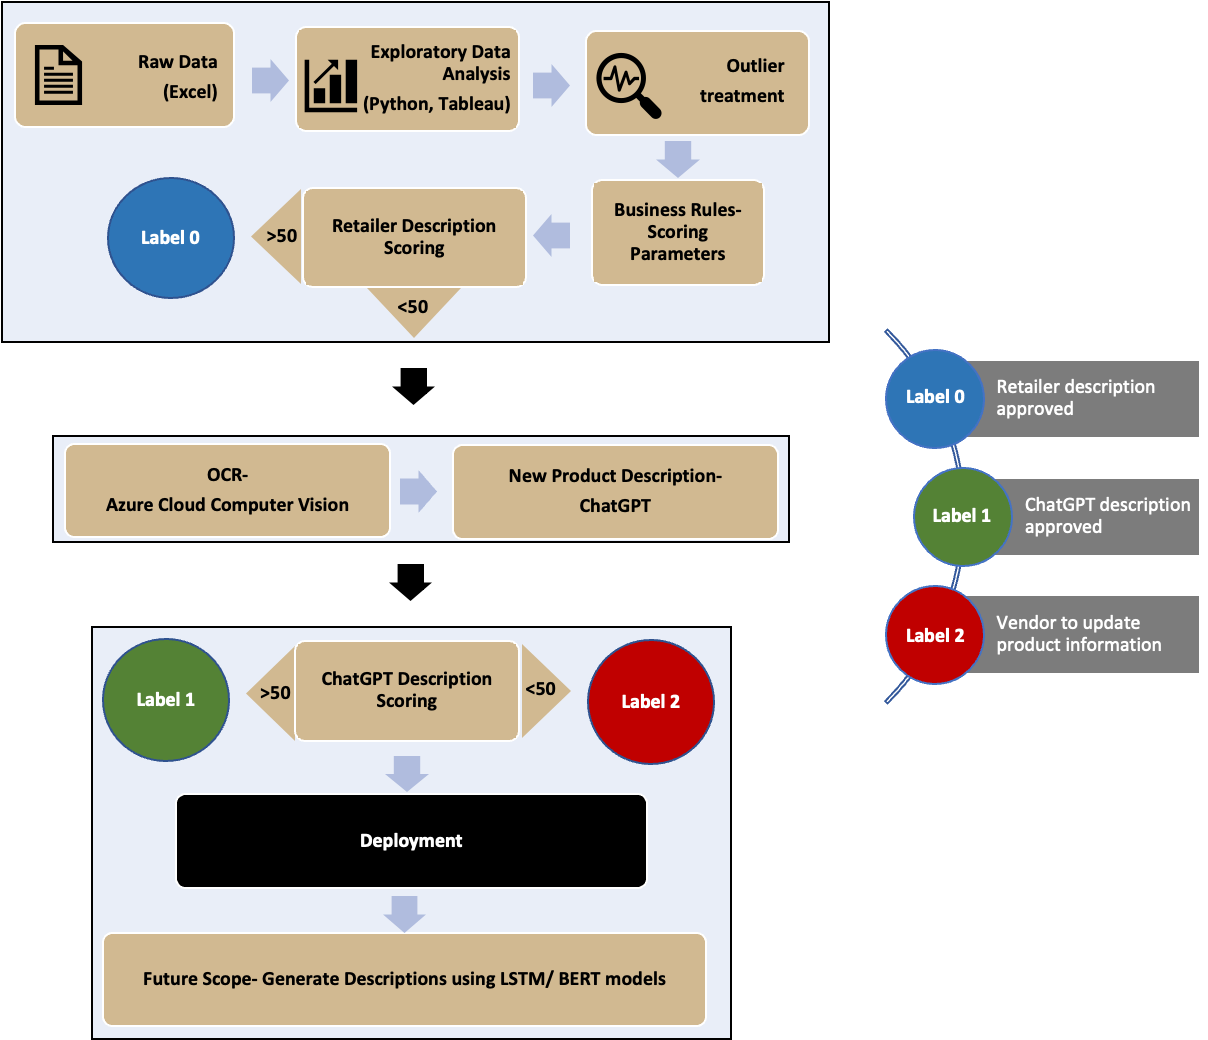 Raw Data
(Excel)
Exploratory Data
Analysis
(Python, Tableau)
Outlier
treatment
Business Rules-
Scoring
Parameters
Retailer Description
Scoring
>50
Label 0
<50
OCR-
Azure Cloud Computer Vision
New Product Description-
ChatGPT
Label 1
>50
ChatGPT Description
Scoring
<50
Label 2
Deployment
Future Scope- Generate Descriptions using LSTM/ BERT models
Label 0
Retailer description
approved
Label 1
ChatGPT description
approved
Label 2
Vendor to update
product information